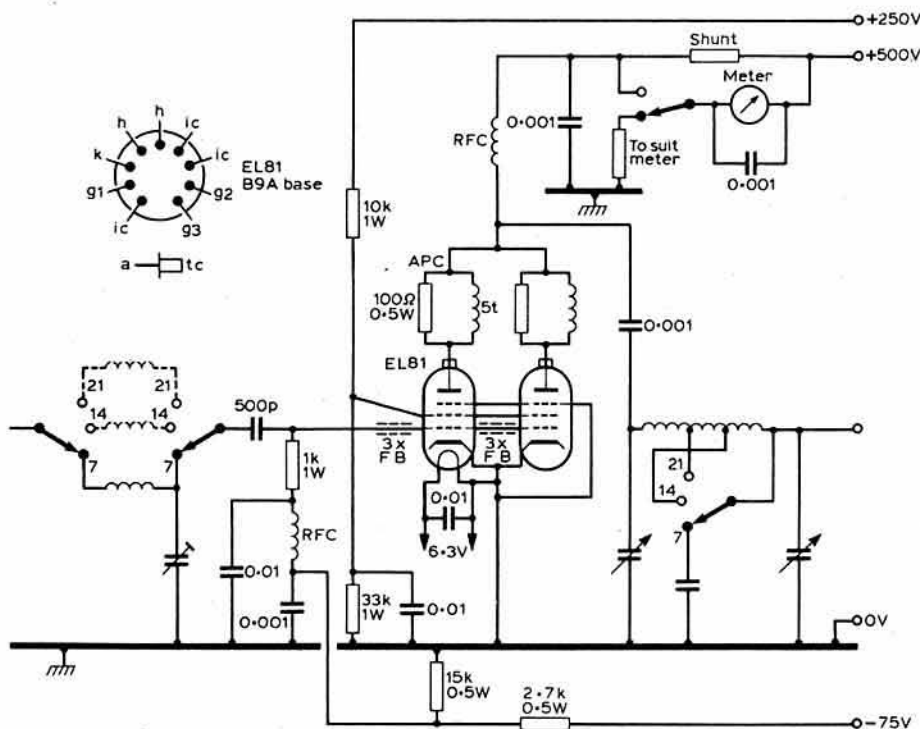 +250V
Shunt
+500V
Meter
h
h
ic
k
ic
EL81
B9A base
g1
g2
ic
g3
a
tc
0·001
RFC
To suit
meter
0·001
10k
1W
APC
100Ω
0·5W
5t
0·001
EL81
21
21
14
14
500p
7
7
3x
FB
3x
FB
1k
1W
21
14
7
0·01
6·3V
RFC
0·01
0·001
33k
1W
0·01
0V
15k
0·5W
2·7k
0·5W
-75V